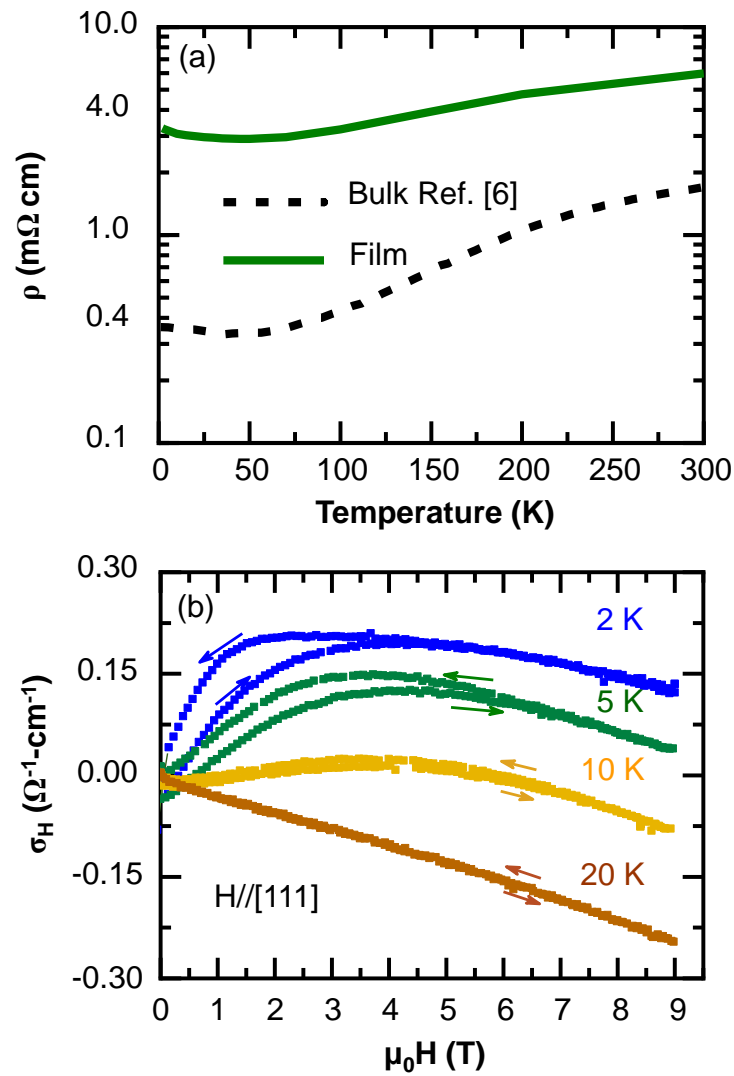 (a)
10.0
4.0
1.0
0.4
0.1
ρ (mΩ cm)
Bulk Ref. [6]
Film
0 50 100 150 200 250 300
Temperature (K)
(b)
0.30
0.15
0.00
-0.15
-0.30
σH (Ω⁻¹-cm⁻¹)
2 K
5 K
10 K
20 K
H//[111]
0 1 2 3 4 5 6 7 8 9
μ₀H (T)